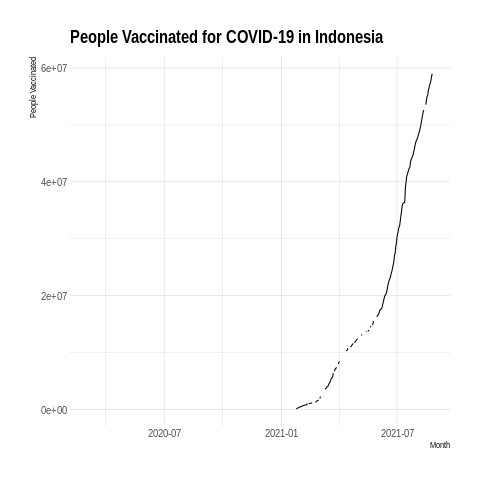 People Vaccinated for COVID-19 in Indonesia
People Vaccinated
6e+07
4e+07
2e+07
0e+00
2020-07 2021-01 2021-07
Month